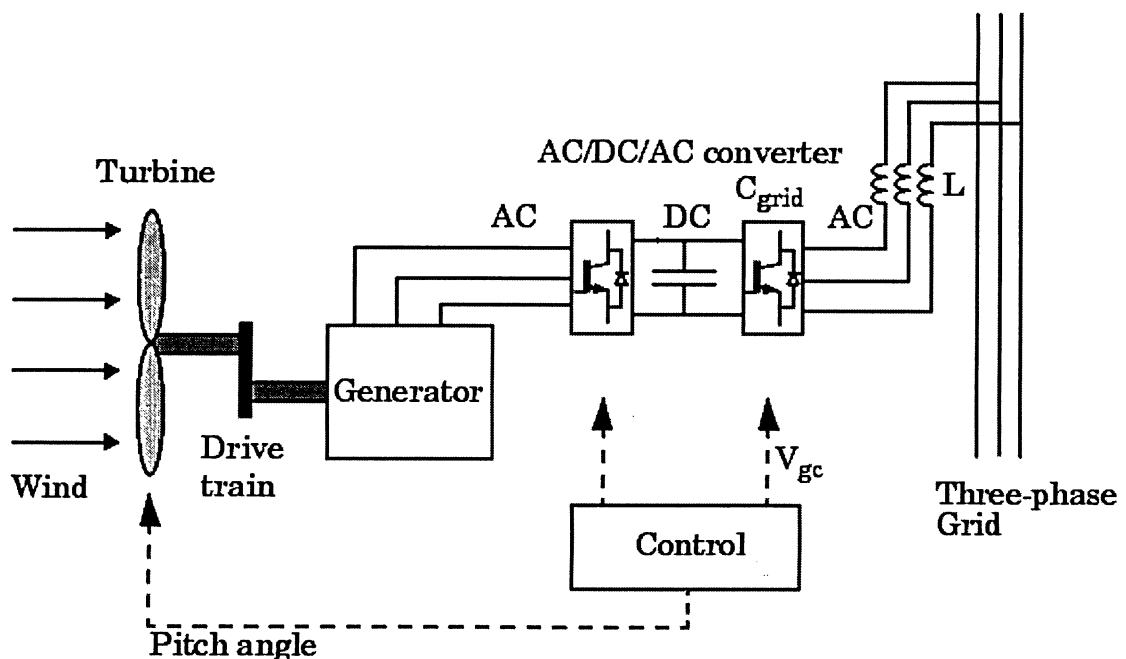 AC/DC/AC converter
Turbine
C_grid
L
AC
DC
AC
Generator
Drive
train
Wind
V_gc
Three-phase
Grid
Control
Pitch angle